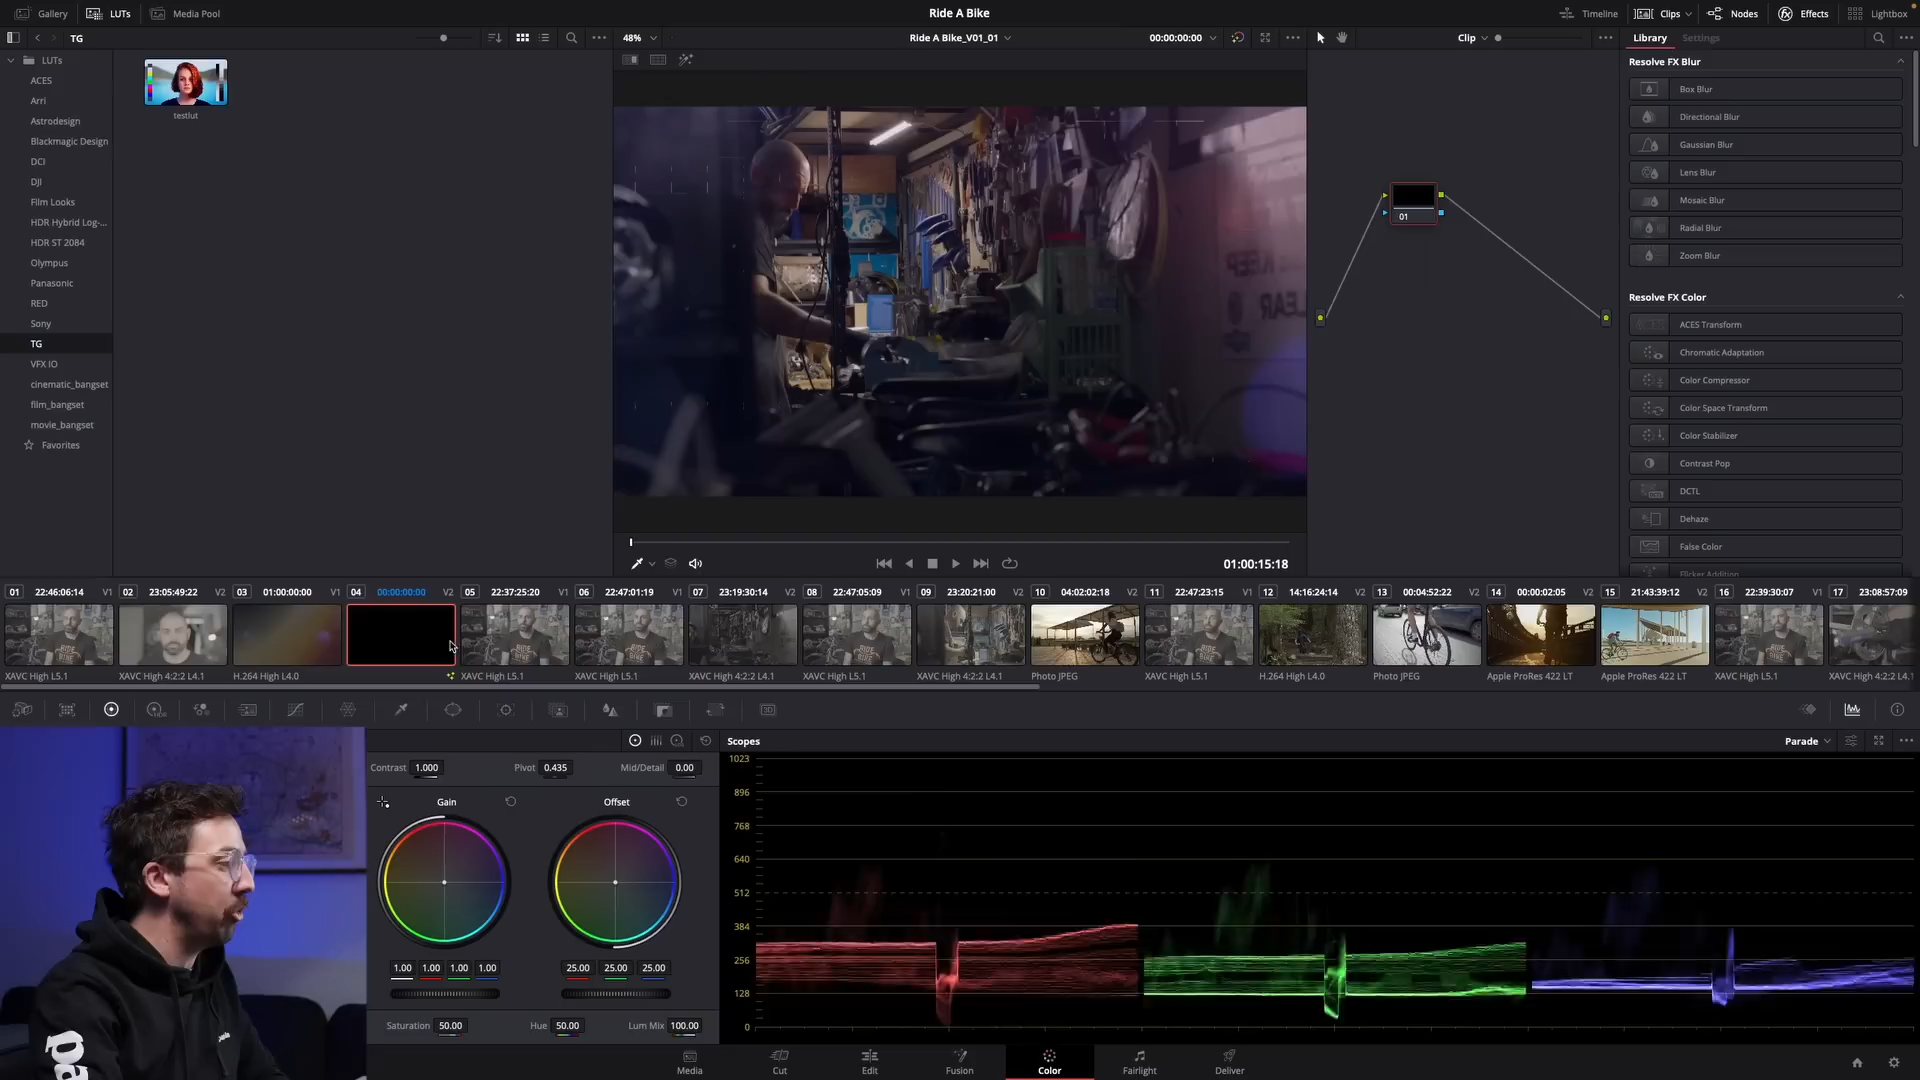 Gallery LUTs Media Pool Ride A Bike Timeline Clips Nodes Effects Lightbox
TG 48% Ride A Bike_V01_01 00:00:00:00 Clip Library Settings
LUTs
ACES
Arri
Astrodesign
Blackmagic Design
DCI
DJI
Film Looks
HDR Hybrid Log-...
HDR ST 2084
Olympus
Panasonic
RED
Sony
TG
VFX IO
cinematic_bangset
film_bangset
movie_bangset
Favorites
testlut
01
Resolve FX Blur
Box Blur
Directional Blur
Gaussian Blur
Lens Blur
Mosaic Blur
Radial Blur
Zoom Blur
Resolve FX Color
ACES Transform
Chromatic Adaptation
Color Compressor
Color Space Transform
Color Stabilizer
Contrast Pop
DCTL
Dehaze
False Color
01:00:15:18
01 22:46:06:14 V1 02 23:05:49:22 V2 03 01:00:00:00 V1 04 00:00:00:00 V2 05 22:37:25:20 V1 06 22:47:01:19 V1 07 23:19:30:14 V2 08 22:47:05:09 V1 09 23:20:21:00 V2 10 04:02:02:18 V2 11 22:47:23:15 V1 12 14:16:24:14 V2 13 00:04:52:22 V2 14 00:00:02:05 V2 15 21:43:39:12 V2 16 22:39:30:07 V1 17 23:08:57:09
XAVC High L5.1 XAVC High 4:2:2 L4.1 H.264 High L4.0 XAVC High L5.1 XAVC High L5.1 XAVC High 4:2:2 L4.1 XAVC High L5.1 XAVC High 4:2:2 L4.1 Photo JPEG XAVC High L5.1 H.264 High L4.0 Photo JPEG Apple ProRes 422 LT Apple ProRes 422 LT XAVC High L5.1 XAVC High 4:2:2 L4.1
Contrast 1.000 Pivot 0.435 Mid/Detail 0.00
Gain Offset
1.00 1.00 1.00 1.00 25.00 25.00 25.00
Saturation 50.00 Hue 50.00 Lum Mix 100.00
Scopes Parade
1023
896
768
640
512
384
256
128
0
Media Cut Edit Fusion Color Fairlight Deliver